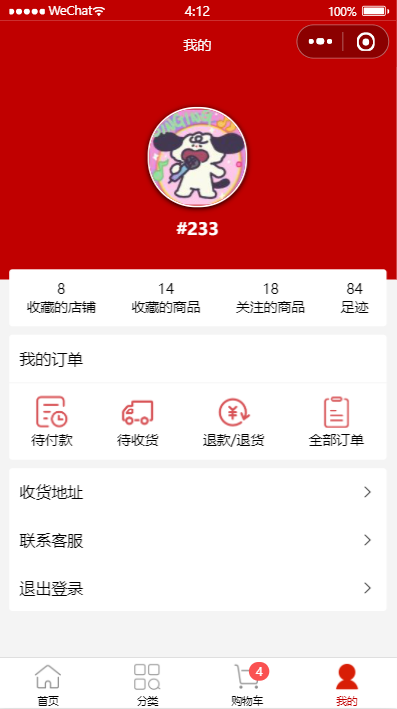 WeChat 4:12 100%
我的
#233
8 14 18 84
收藏的店铺 收藏的商品 关注的商品 足迹
我的订单
待付款 待收货 退款/退货 全部订单
收货地址
联系客服
退出登录
4
首页 分类 购物车 我的